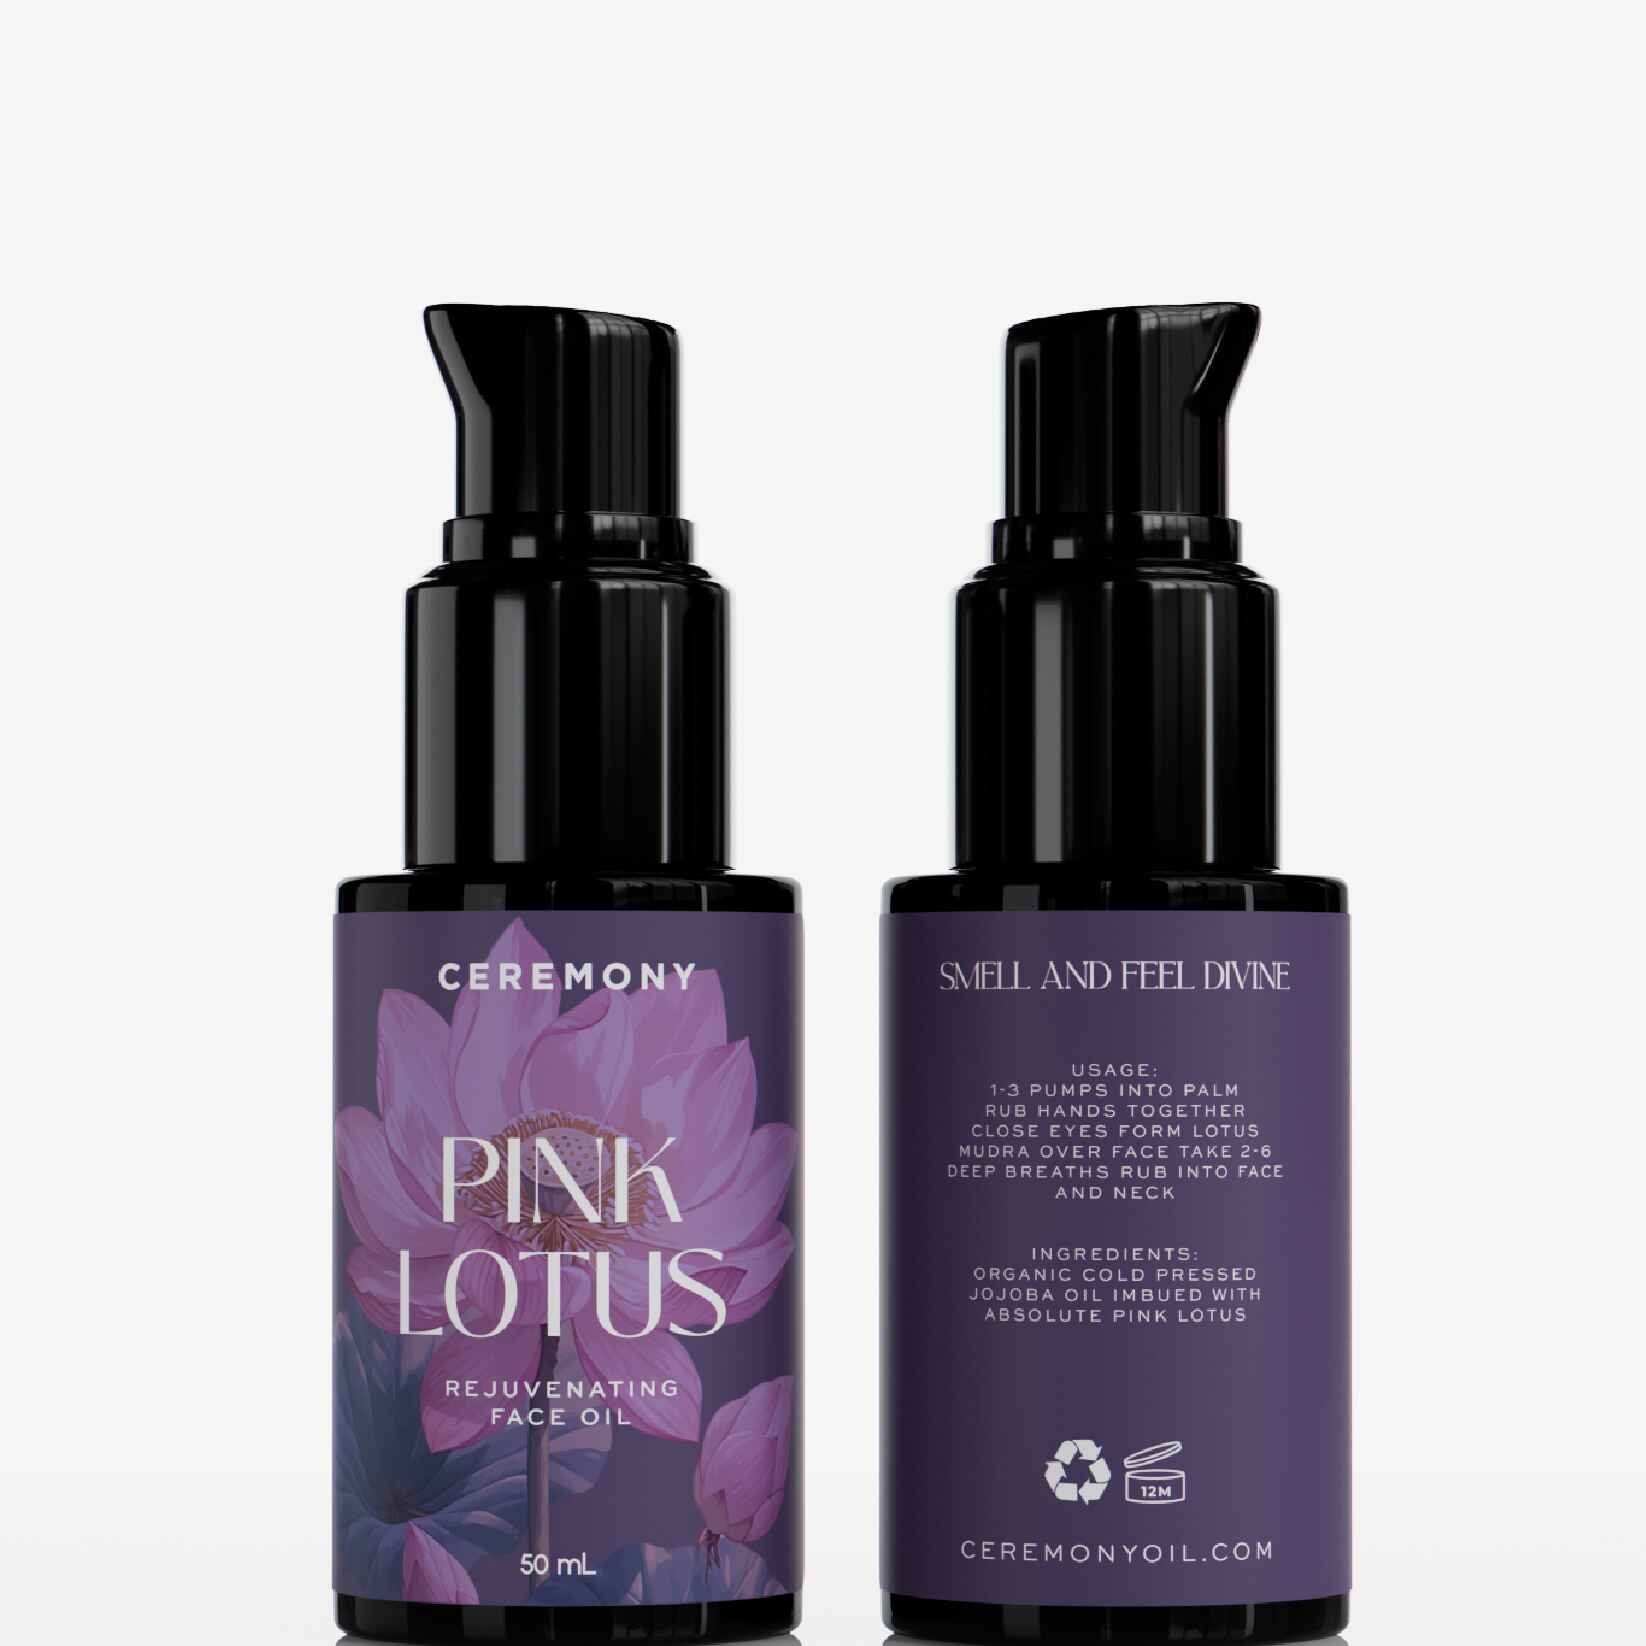 CEREMONY
PINK
LOTUS
REJUVENATING
FACE OIL
50 mL
SMELL AND FEEL DIVINE
USAGE:
1-3 PUMPS INTO PALM
RUB HANDS TOGETHER
CLOSE EYES FORM LOTUS
MUDRA OVER FACE TAKE 2-6
DEEP BREATHS RUB INTO FACE
AND NECK
INGREDIENTS:
ORGANIC COLD PRESSED
JOJOBA OIL IMBUED WITH
ABSOLUTE PINK LOTUS
12M
CEREMONYOIL.COM